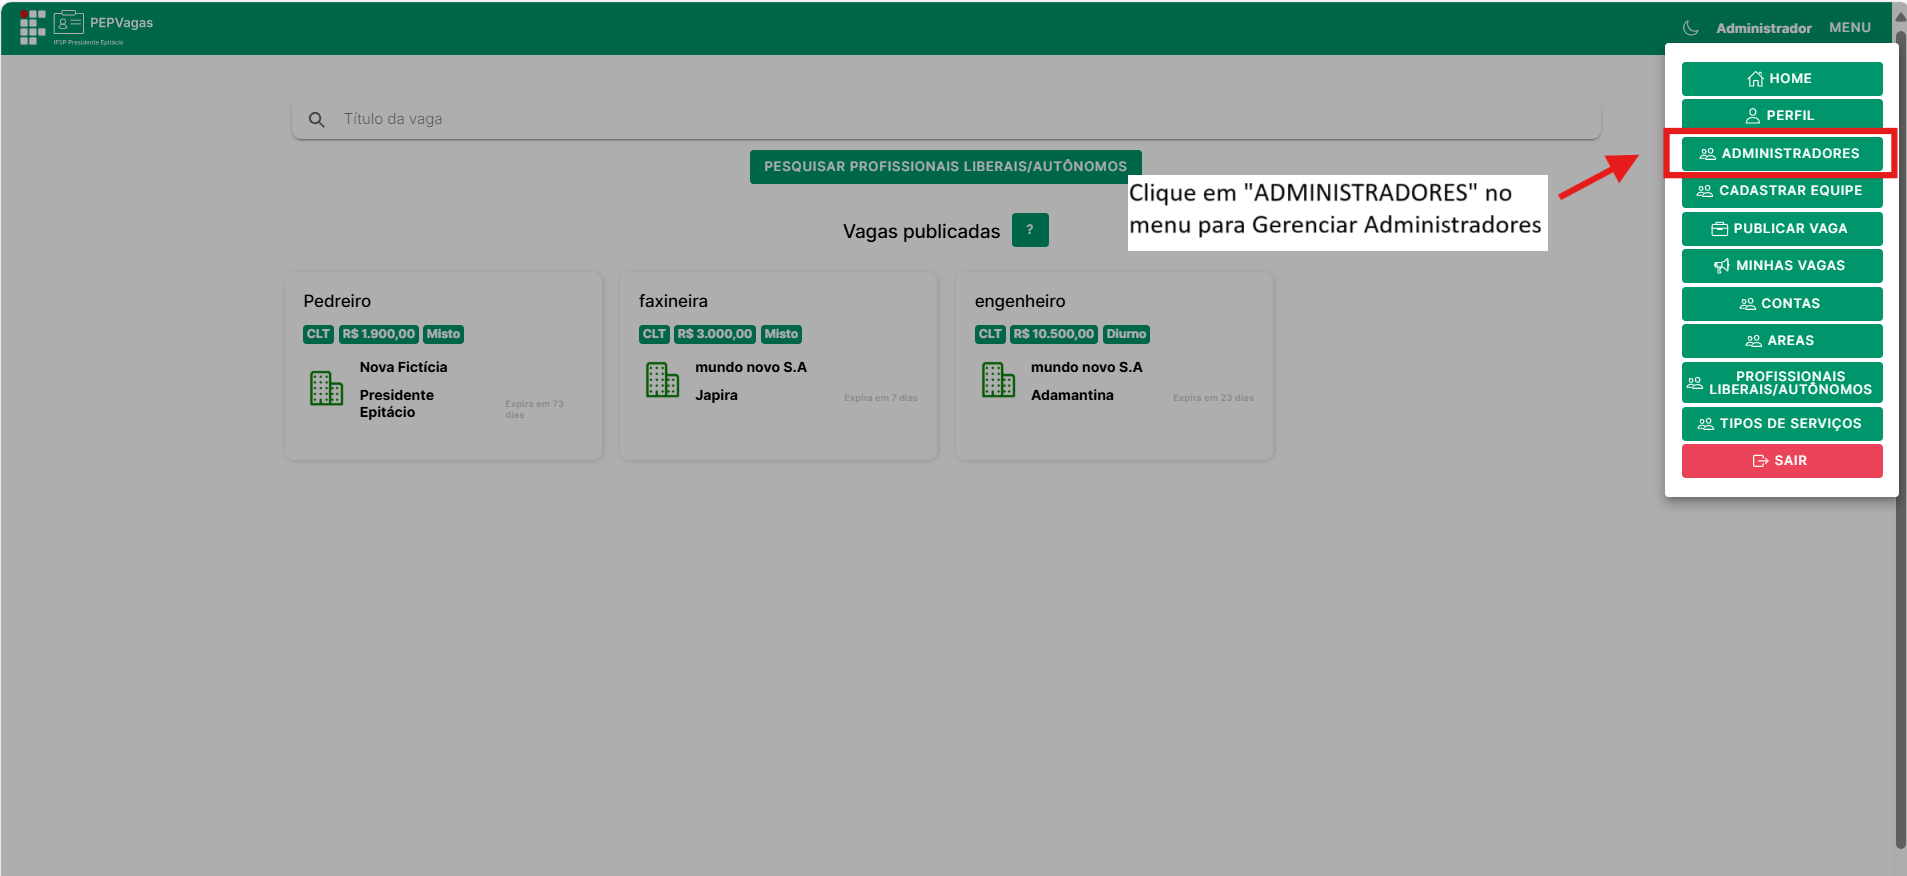 PEPVagas
IFSP Presidente Epitácio
Administrador
MENU
Título da vaga
PESQUISAR PROFISSIONAIS LIBERAIS/AUTÔNOMOS
Clique em "ADMINISTRADORES" no
menu para Gerenciar Administradores
Vagas publicadas
?
Pedreiro
CLT R$ 1.900,00 Misto
Nova Fictícia
Presidente
Epitácio
Expira em 73
dias
faxineira
CLT R$ 3.000,00 Misto
mundo novo S.A
Japira
Expira em 7 dias
engenheiro
CLT R$ 10.500,00 Diurno
mundo novo S.A
Adamantina
Expira em 23 dias
HOME
PERFIL
ADMINISTRADORES
CADASTRAR EQUIPE
PUBLICAR VAGA
MINHAS VAGAS
CONTAS
AREAS
PROFISSIONAIS
LIBERAIS/AUTÔNOMOS
TIPOS DE SERVIÇOS
SAIR